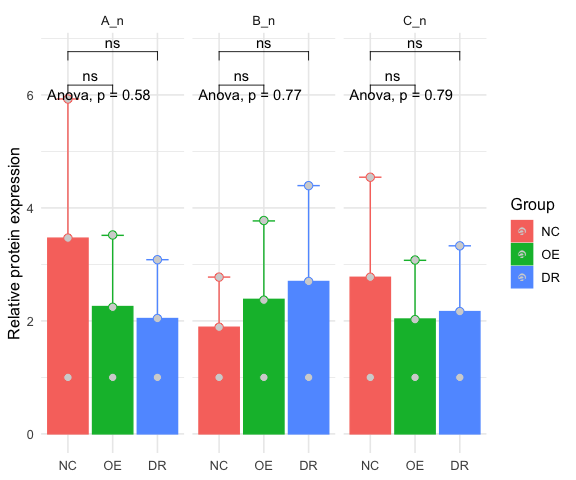 A_n B_n C_n
ns ns ns
ns ns ns
Anova, p = 0.58 Anova, p = 0.77 Anova, p = 0.79
6
4
2
0
Relative protein expression
NC OE DR NC OE DR NC OE DR
Group
NC
OE
DR